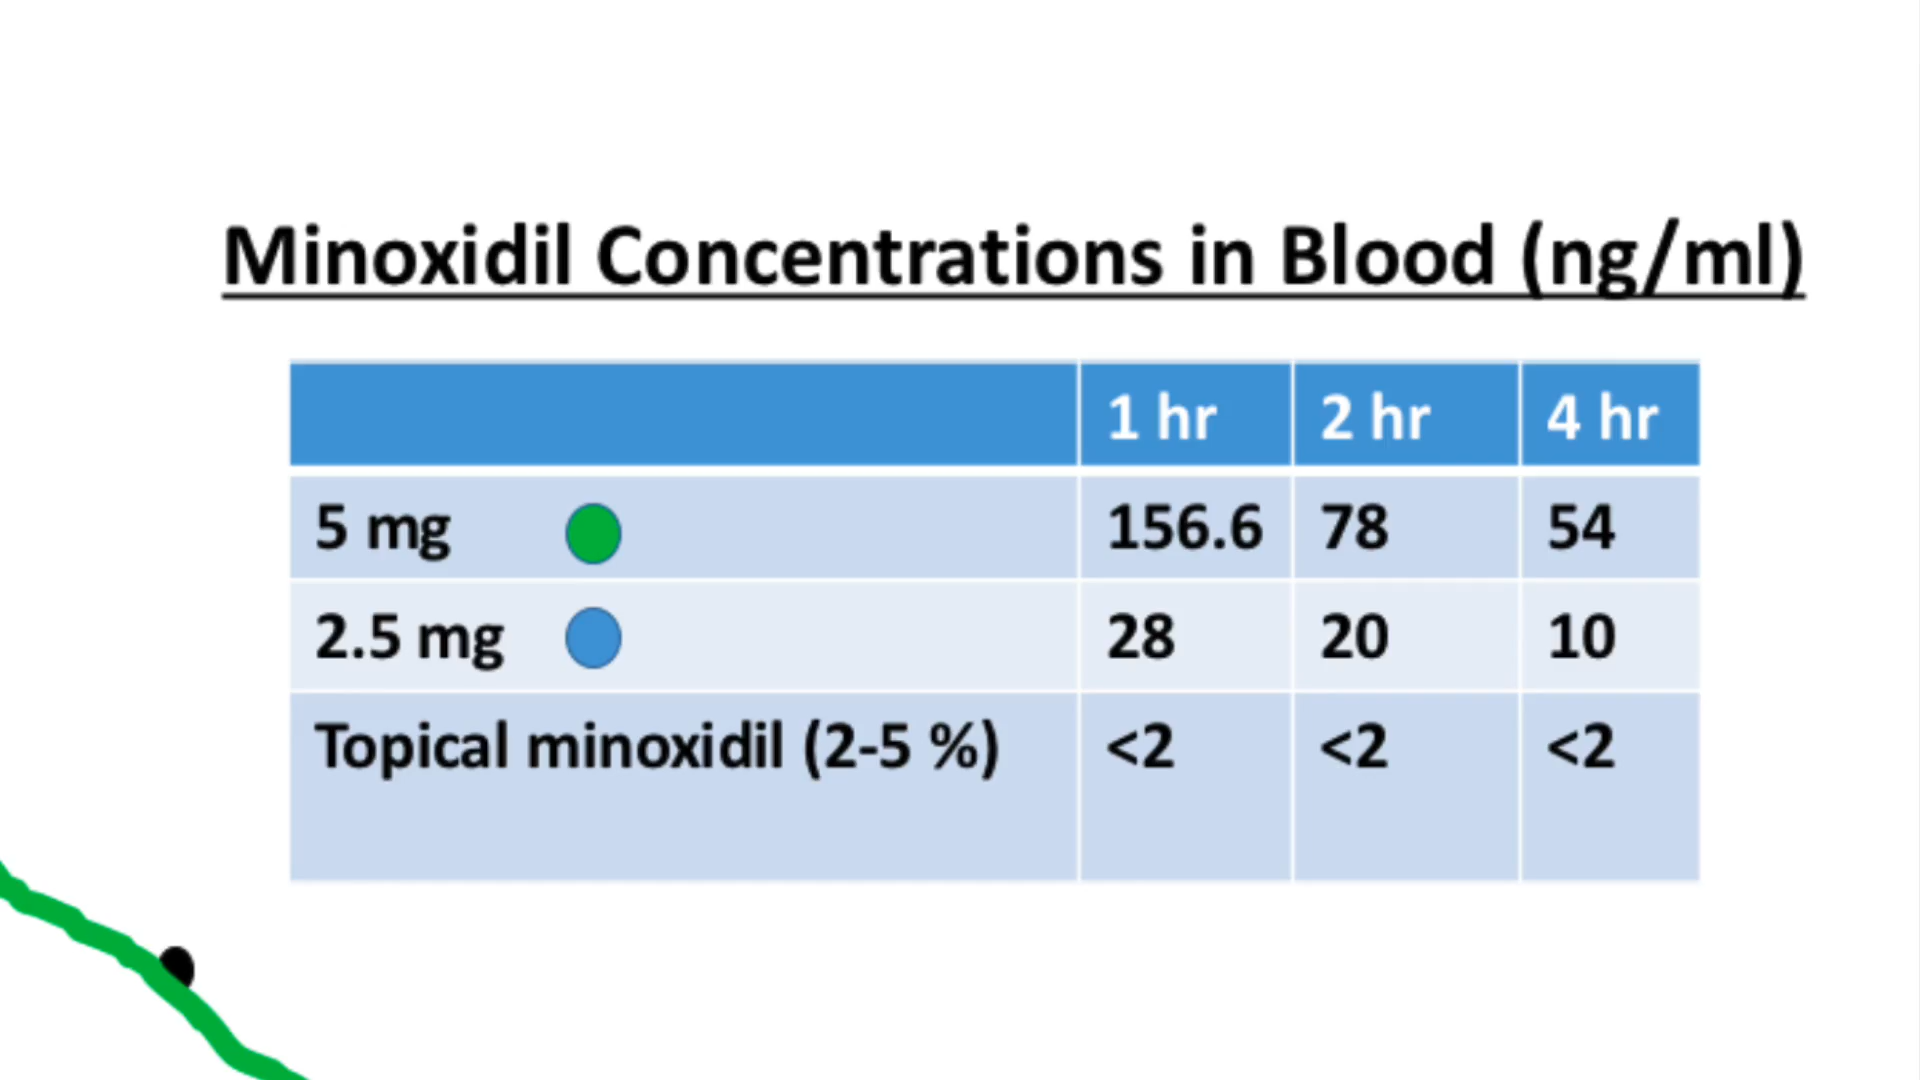 Minoxidil Concentrations in Blood (ng/ml)
1 hr 2 hr 4 hr
5 mg 156.6 78 54
2.5 mg 28 20 10
Topical minoxidil (2-5 %) <2 <2 <2